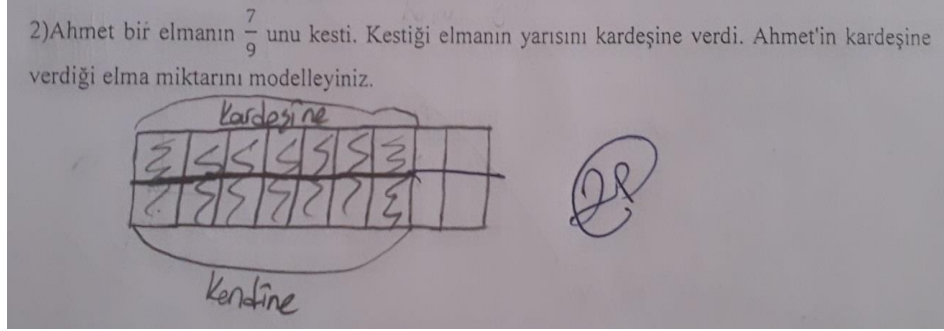 2)Ahmet bir elmanın 7/9 unu kesti. Kestiği elmanın yarısını kardeşine verdi. Ahmet'in kardeşine
verdiği elma miktarını modelleyiniz.
Kardeşine
Kendine